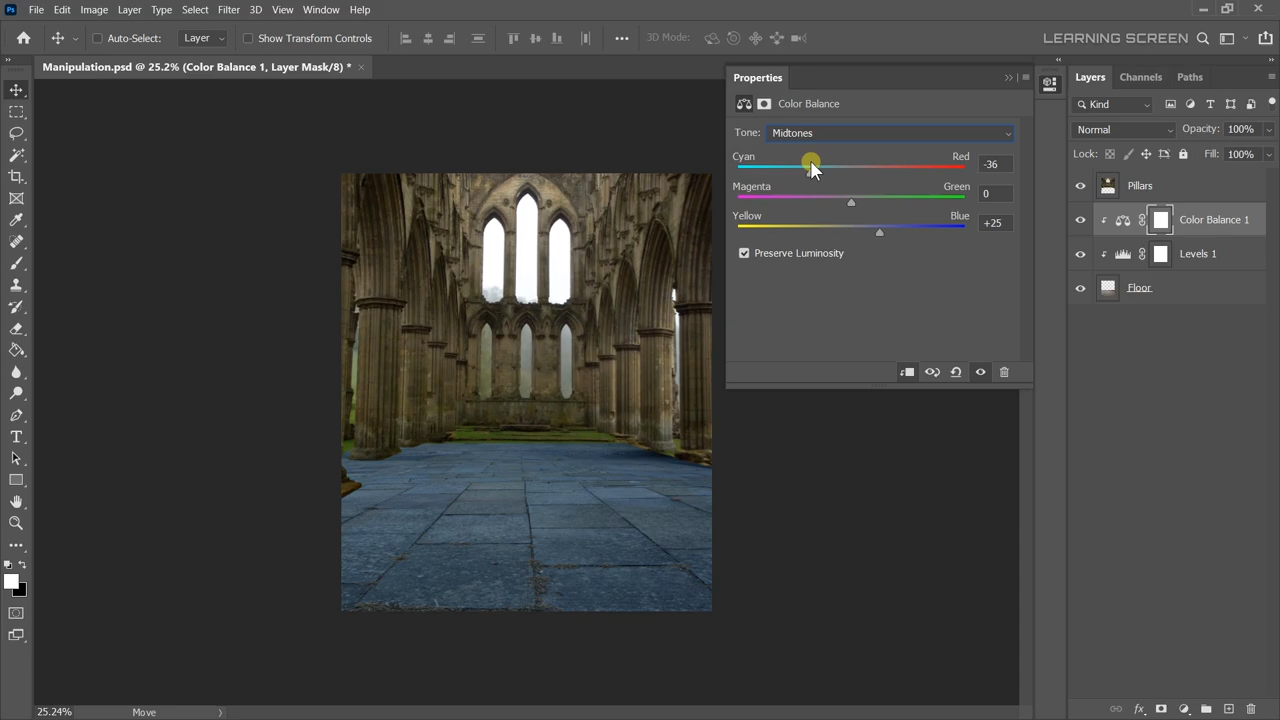 Ps File Edit Image Layer Type Select Filter 3D View Window Help
Auto-Select: Layer Show Transform Controls 3D Mode: LEARNING SCREEN
Manipulation.psd @ 25.2% (Color Balance 1, Layer Mask/8) *
Properties
Color Balance
Tone: Midtones
Cyan Red -36
Magenta Green 0
Yellow Blue +25
Preserve Luminosity
Layers Channels Paths
Kind
Normal Opacity: 100%
Lock: Fill: 100%
Pillars
Color Balance 1
Levels 1
Floor
fx
25.24% Move